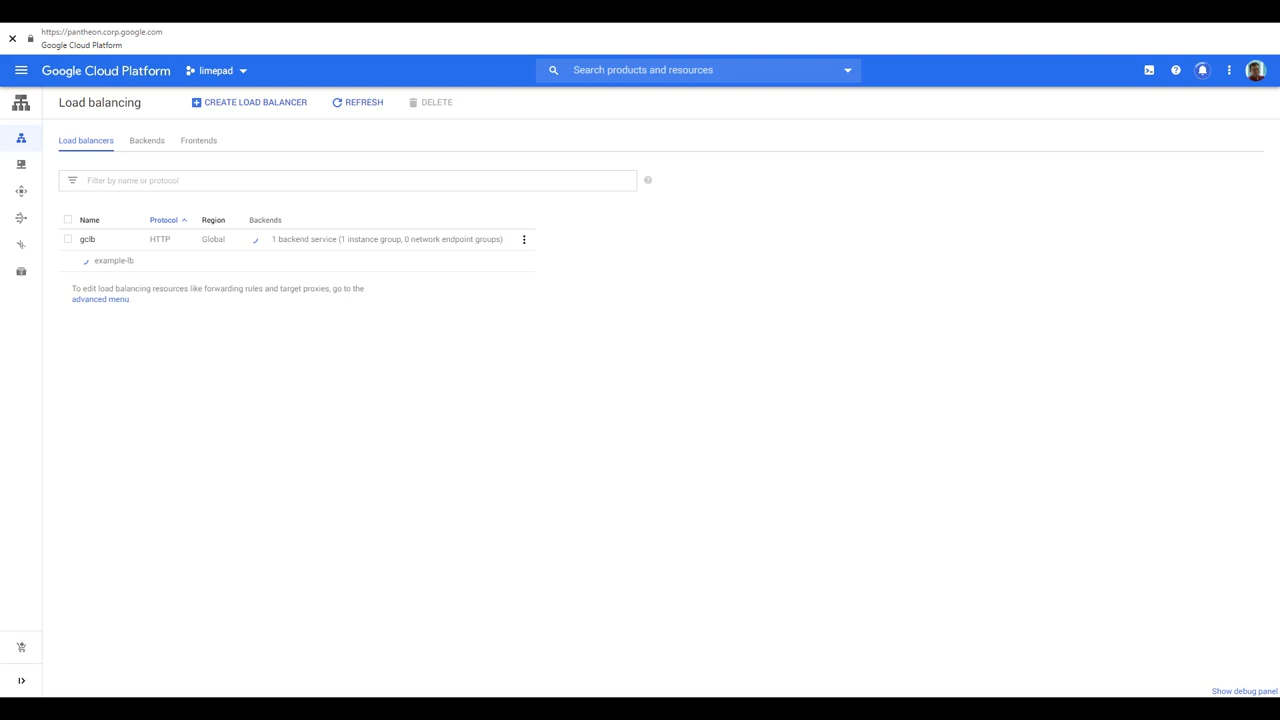 https://pantheon.corp.google.com
Google Cloud Platform
Google Cloud Platform limepad Search products and resources
Load balancing CREATE LOAD BALANCER REFRESH DELETE
Load balancers Backends Frontends
Filter by name or protocol
Name Protocol Region Backends
gclb HTTP Global 1 backend service (1 instance group, 0 network endpoint groups)
example-lb
To edit load balancing resources like forwarding rules and target proxies, go to the
advanced menu.
Show debug panel